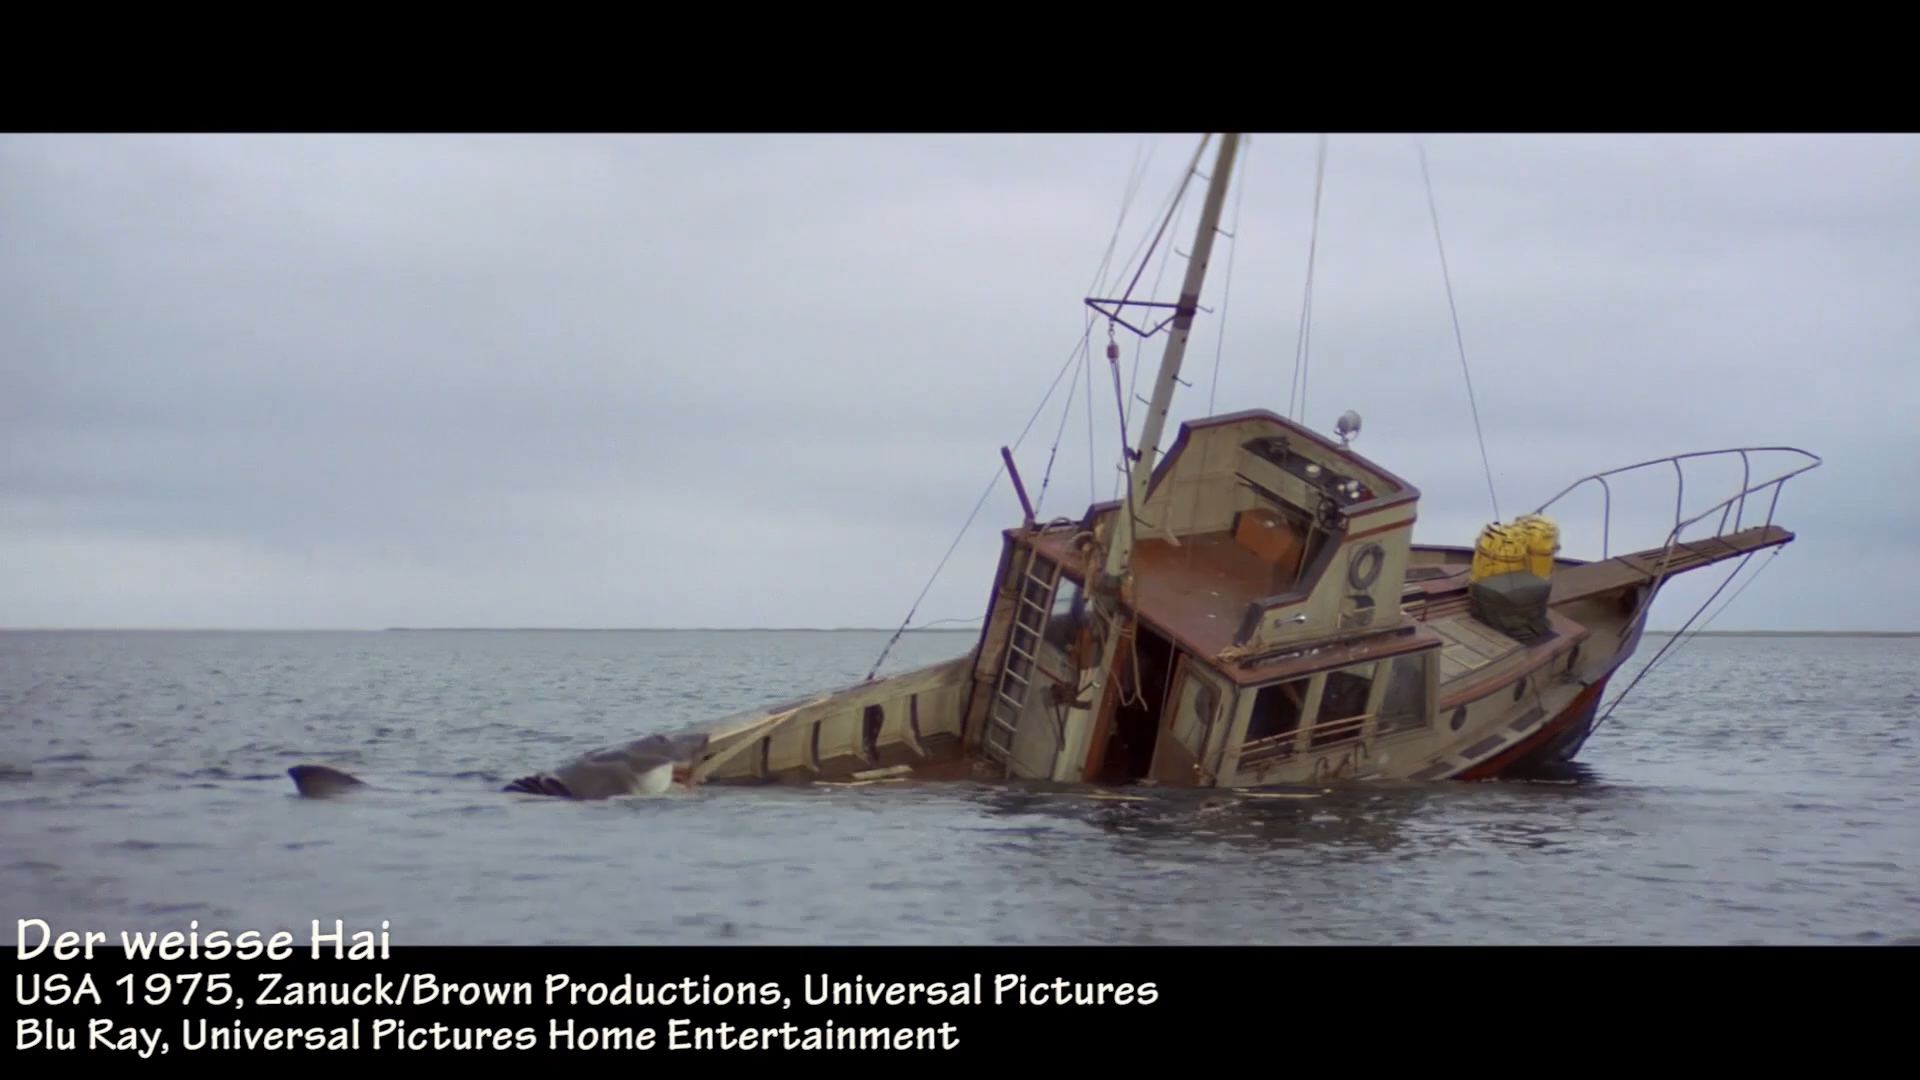 Der weisse Hai
USA 1975, Zanuck/Brown Productions, Universal Pictures
Blu Ray, Universal Pictures Home Entertainment